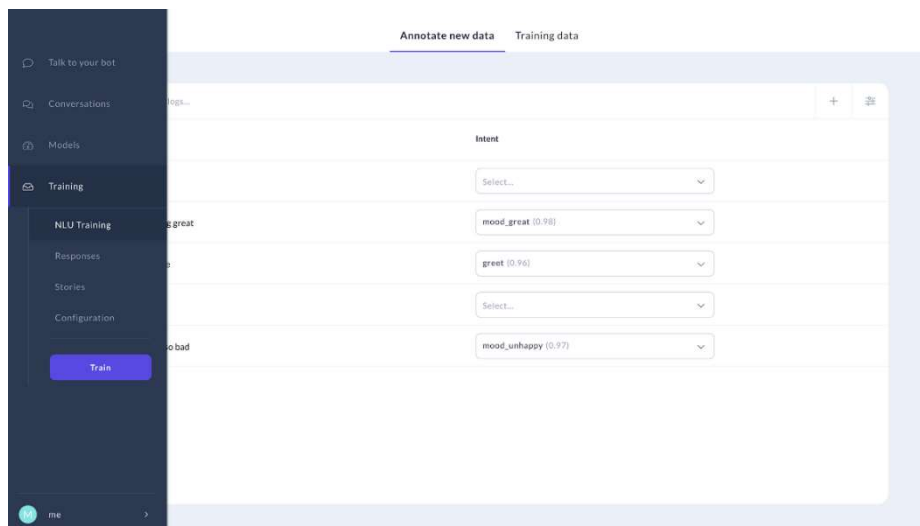 Annotate new data Training data
Talk to your bot
Conversations
Models
Training
NLU Training
Responses
Stories
Configuration
Train
M me
logs...
Intent
Select...
g great
mood_great (0.98)
greet (0.96)
Select...
so bad
mood_unhappy (0.97)